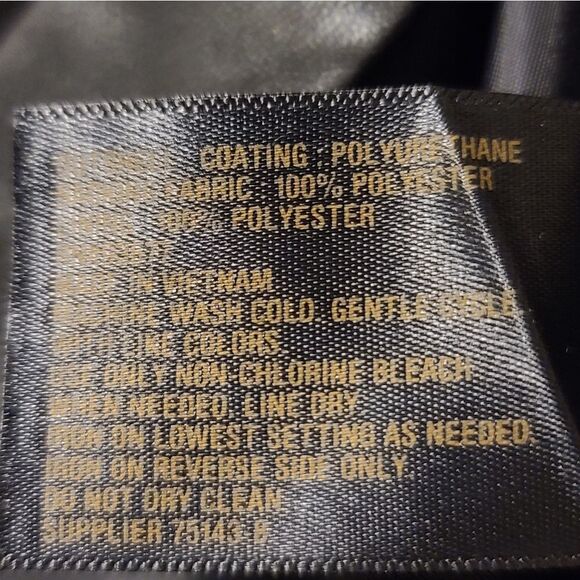 COATING: POLYURETHANE
FABRIC: 100% POLYESTER
100% POLYESTER
MADE IN VIETNAM
MACHINE WASH COLD. GENTLE CYCLE
WITH LIKE COLORS.
USE ONLY NON-CHLORINE BLEACH
WHEN NEEDED. LINE DRY.
IRON ON LOWEST SETTING AS NEEDED.
IRON ON REVERSE SIDE ONLY.
DO NOT DRY CLEAN
SUPPLIER 75143-B